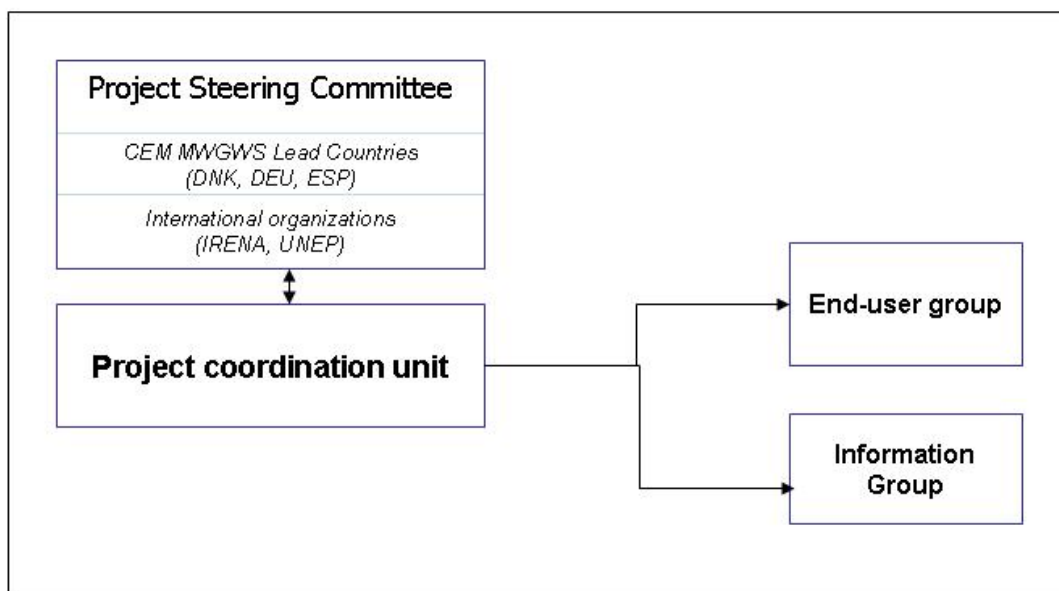 Project Steering Committee
CEM MWGWS Lead Countries
(DNK, DEU, ESP)
International organizations
(IRENA, UNEP)
Project coordination unit
End-user group
Information
Group